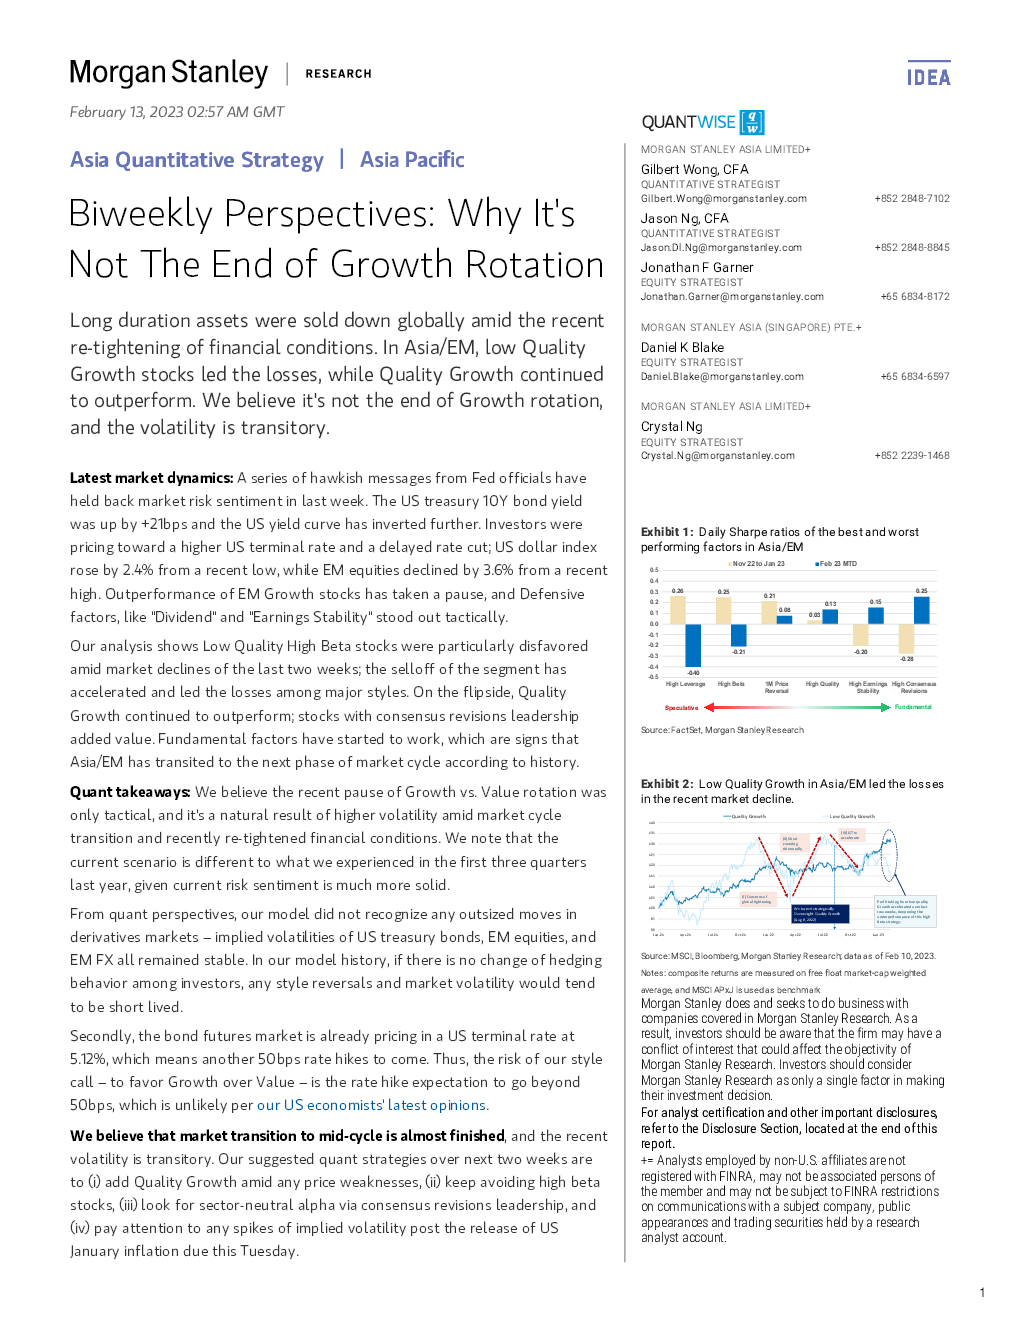 Morgan Stanley | RESEARCH
IDEA
February 13, 2023 02:57 AM GMT
Asia Quantitative Strategy | Asia Pacific
Biweekly Perspectives: Why It's
Not The End of Growth Rotation
Long duration assets were sold down globally amid the recent
re-tightening of financial conditions. In Asia/EM, low Quality
Growth stocks led the losses, while Quality Growth continued
to outperform. We believe it's not the end of Growth rotation,
and the volatility is transitory.
Latest market dynamics: A series of hawkish messages from Fed officials have
held back market risk sentiment in last week. The US treasury 10Y bond yield
was up by +21bps and the US yield curve has inverted further. Investors were
pricing toward a higher US terminal rate and a delayed rate cut; US dollar index
rose by 2.4% from a recent low, while EM equities declined by 3.6% from a recent
high. Outperformance of EM Growth stocks has taken a pause, and Defensive
factors, like "Dividend" and "Earnings Stability" stood out tactically.
Our analysis shows Low Quality High Beta stocks were particularly disfavored
amid market declines of the last two weeks; the selloff of the segment has
accelerated and led the losses among major styles. On the flipside, Quality
Growth continued to outperform; stocks with consensus revisions leadership
added value. Fundamental factors have started to work, which are signs that
Asia/EM has transited to the next phase of market cycle according to history.
Quant takeaways: We believe the recent pause of Growth vs. Value rotation was
only tactical, and it's a natural result of higher volatility amid market cycle
transition and recently re-tightened financial conditions. We note that the
current scenario is different to what we experienced in the first three quarters
last year, given current risk sentiment is much more solid.
From quant perspectives, our model did not recognize any outsized moves in
derivatives markets – implied volatilities of US treasury bonds, EM equities, and
EM FX all remained stable. In our model history, if there is no change of hedging
behavior among investors, any style reversals and market volatility would tend
to be short lived.
Secondly, the bond futures market is already pricing in a US terminal rate at
5.12%, which means another 50bps rate hikes to come. Thus, the risk of our style
call – to favor Growth over Value – is the rate hike expectation to go beyond
50bps, which is unlikely per our US economists' latest opinions.
We believe that market transition to mid-cycle is almost finished, and the recent
volatility is transitory. Our suggested quant strategies over next two weeks are
to (i) add Quality Growth amid any price weaknesses, (ii) keep avoiding high beta
stocks, (iii) look for sector-neutral alpha via consensus revisions leadership, and
(iv) pay attention to any spikes of implied volatility post the release of US
January inflation due this Tuesday.
QUANTWISE [qw]
MORGAN STANLEY ASIA LIMITED+
Gilbert Wong, CFA
QUANTITATIVE STRATEGIST
Gilbert.Wong@morganstanley.com +852 2848-7102
Jason Ng, CFA
QUANTITATIVE STRATEGIST
Jason.Dl.Ng@morganstanley.com +852 2848-8845
Jonathan F Garner
EQUITY STRATEGIST
Jonathan.Garner@morganstanley.com +65 6834-8172
MORGAN STANLEY ASIA (SINGAPORE) PTE.+
Daniel K Blake
EQUITY STRATEGIST
Daniel.Blake@morganstanley.com +65 6834-6597
MORGAN STANLEY ASIA LIMITED+
Crystal Ng
EQUITY STRATEGIST
Crystal.Ng@morganstanley.com +852 2239-1468
Exhibit 1: Daily Sharpe ratios of the best and worst
performing factors in Asia/EM
Nov 22 to Jan 23 Feb 23 MTD
0.5
0.4
0.3
0.2
0.1
0.0
-0.1
-0.2
-0.3
-0.4
-0.5
0.26 -0.40 0.25 -0.21 0.21 0.08 0.03 0.13 -0.20 0.15 -0.28 0.25
High Leverage High Beta 1M Price Reversal High Quality High Earnings Stability High Consensus Revisions
Speculative Fundamental
Source: FactSet, Morgan Stanley Research
Exhibit 2: Low Quality Growth in Asia/EM led the losses
in the recent market decline.
Quality Growth Low Quality Growth
Source: MSCI, Bloomberg, Morgan Stanley Research; data as of Feb 10, 2023.
Notes: composite returns are measured on free float market-cap weighted
average, and MSCI APxJ is used as benchmark
Morgan Stanley does and seeks to do business with
companies covered in Morgan Stanley Research. As a
result, investors should be aware that the firm may have a
conflict of interest that could affect the objectivity of
Morgan Stanley Research. Investors should consider
Morgan Stanley Research as only a single factor in making
their investment decision.
For analyst certification and other important disclosures,
refer to the Disclosure Section, located at the end of this
report.
+= Analysts employed by non-U.S. affiliates are not
registered with FINRA, may not be associated persons of
the member and may not be subject to FINRA restrictions
on communications with a subject company, public
appearances and trading securities held by a research
analyst account.
1